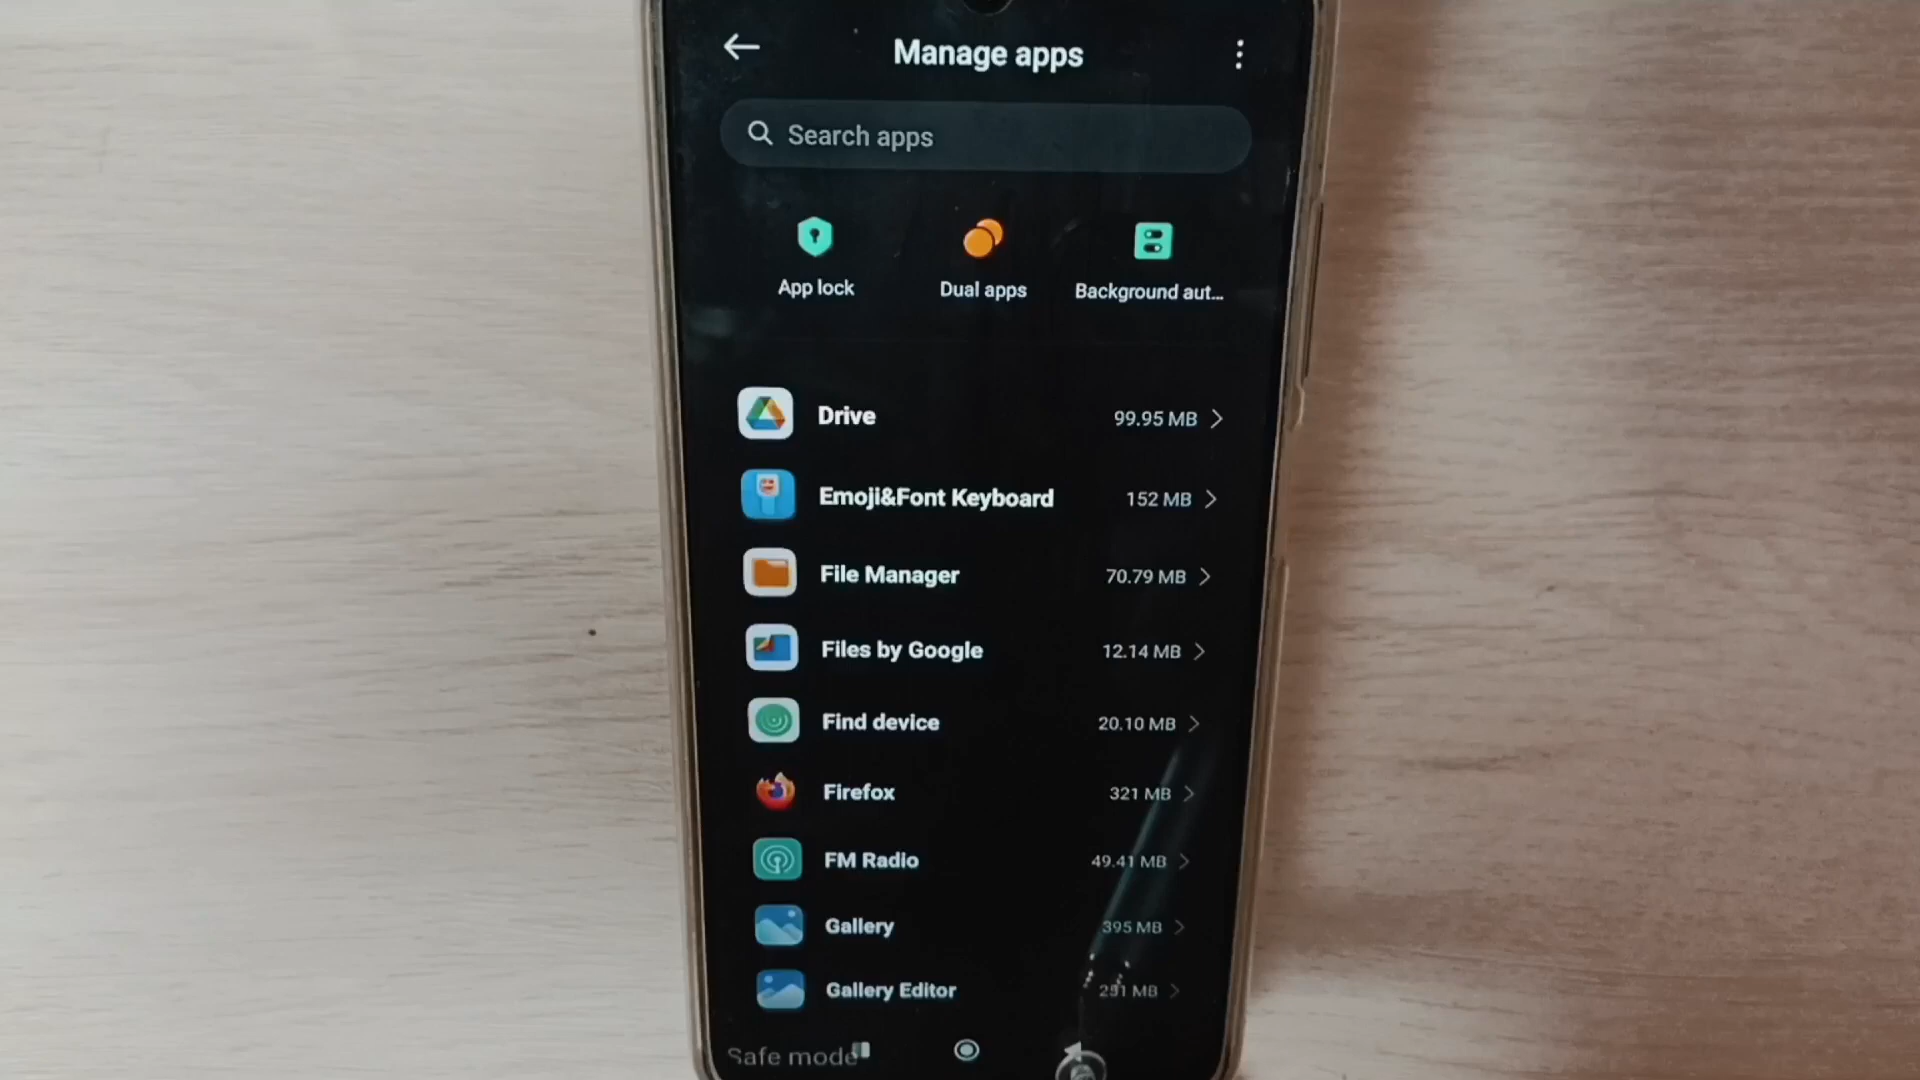 Manage apps
Search apps
App lock
Dual apps
Background aut...
Drive 99.95 MB
Emoji&Font Keyboard 152 MB
File Manager 70.79 MB
Files by Google 12.14 MB
Find device 20.10 MB
Firefox 321 MB
FM Radio 49.41 MB
Gallery 395 MB
Gallery Editor 251 MB
Safe mode